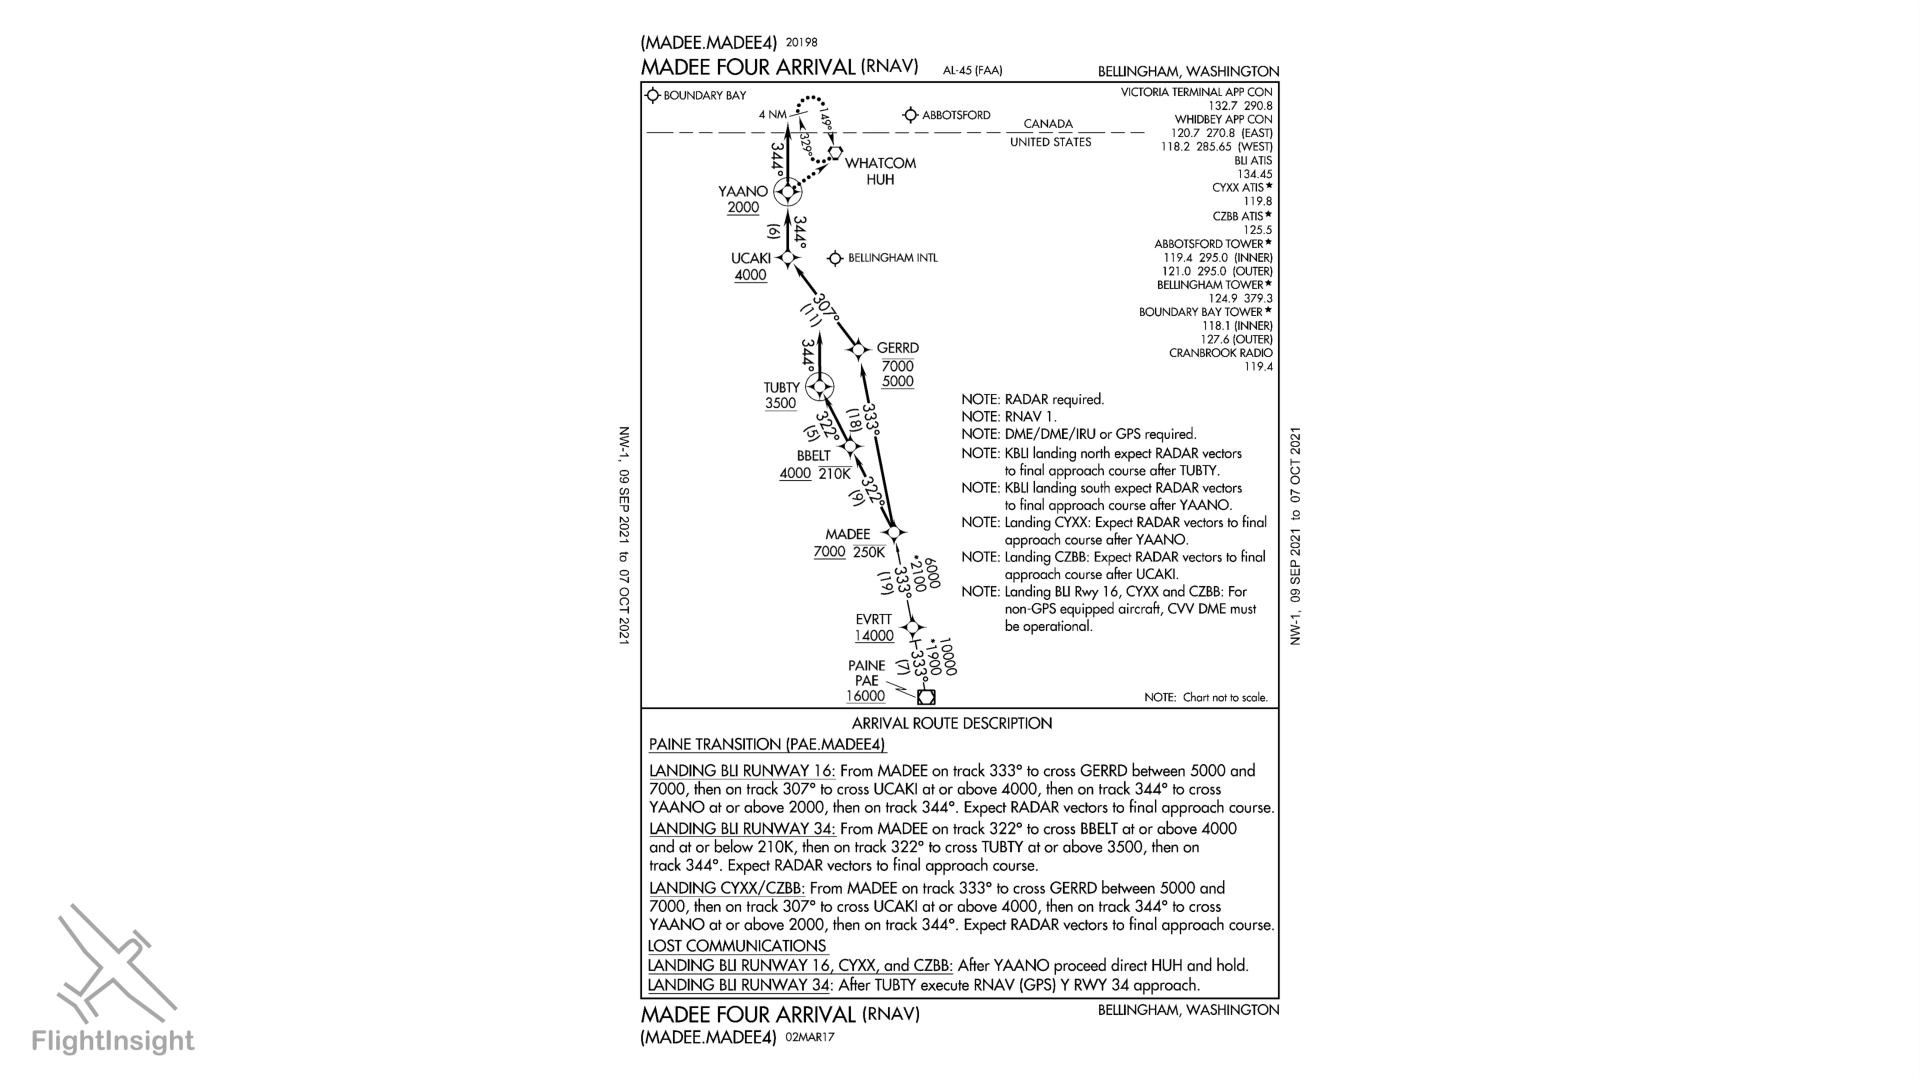 (MADEE.MADEE4) 20198
MADEE FOUR ARRIVAL (RNAV) AL-45 (FAA) BELLINGHAM, WASHINGTON
BOUNDARY BAY
4 NM
149°
329°
ABBOTSFORD
CANADA
UNITED STATES
344°
WHATCOM
HUH
YAANO
2000
(6)
344°
UCAKI
4000
BELLINGHAM INTL
307°
(11)
344°
GERRD
7000
5000
TUBTY
3500
322°
(5)
(18)
333°
BBELT
4000 210K
322°
(9)
MADEE
7000 250K
6000
*2100
333°
(19)
EVRTT
14000
10000
*1900
333°
(7)
PAINE
PAE
16000
VICTORIA TERMINAL APP CON
132.7 290.8
WHIDBEY APP CON
120.7 270.8 (EAST)
118.2 285.65 (WEST)
BLI ATIS
134.45
CYXX ATIS★
119.8
CZBB ATIS★
125.5
ABBOTSFORD TOWER★
119.4 295.0 (INNER)
121.0 295.0 (OUTER)
BELLINGHAM TOWER★
124.9 379.3
BOUNDARY BAY TOWER★
118.1 (INNER)
127.6 (OUTER)
CRANBROOK RADIO
119.4
NOTE: RADAR required.
NOTE: RNAV 1.
NOTE: DME/DME/IRU or GPS required.
NOTE: KBLI landing north expect RADAR vectors
to final approach course after TUBTY.
NOTE: KBLI landing south expect RADAR vectors
to final approach course after YAANO.
NOTE: Landing CYXX: Expect RADAR vectors to final
approach course after YAANO.
NOTE: Landing CZBB: Expect RADAR vectors to final
approach course after UCAKI.
NOTE: Landing BLI Rwy 16, CYXX and CZBB: For
non-GPS equipped aircraft, CVV DME must
be operational.
NOTE: Chart not to scale.
NW-1, 09 SEP 2021 to 07 OCT 2021
NW-1, 09 SEP 2021 to 07 OCT 2021
ARRIVAL ROUTE DESCRIPTION
PAINE TRANSITION (PAE.MADEE4)
LANDING BLI RUNWAY 16: From MADEE on track 333° to cross GERRD between 5000 and
7000, then on track 307° to cross UCAKI at or above 4000, then on track 344° to cross
YAANO at or above 2000, then on track 344°. Expect RADAR vectors to final approach course.
LANDING BLI RUNWAY 34: From MADEE on track 322° to cross BBELT at or above 4000
and at or below 210K, then on track 322° to cross TUBTY at or above 3500, then on
track 344°. Expect RADAR vectors to final approach course.
LANDING CYXX/CZBB: From MADEE on track 333° to cross GERRD between 5000 and
7000, then on track 307° to cross UCAKI at or above 4000, then on track 344° to cross
YAANO at or above 2000, then on track 344°. Expect RADAR vectors to final approach course.
LOST COMMUNICATIONS
LANDING BLI RUNWAY 16, CYXX, and CZBB: After YAANO proceed direct HUH and hold.
LANDING BLI RUNWAY 34: After TUBTY execute RNAV (GPS) Y RWY 34 approach.
MADEE FOUR ARRIVAL (RNAV) BELLINGHAM, WASHINGTON
(MADEE.MADEE4) 02MAR17
FlightInsight